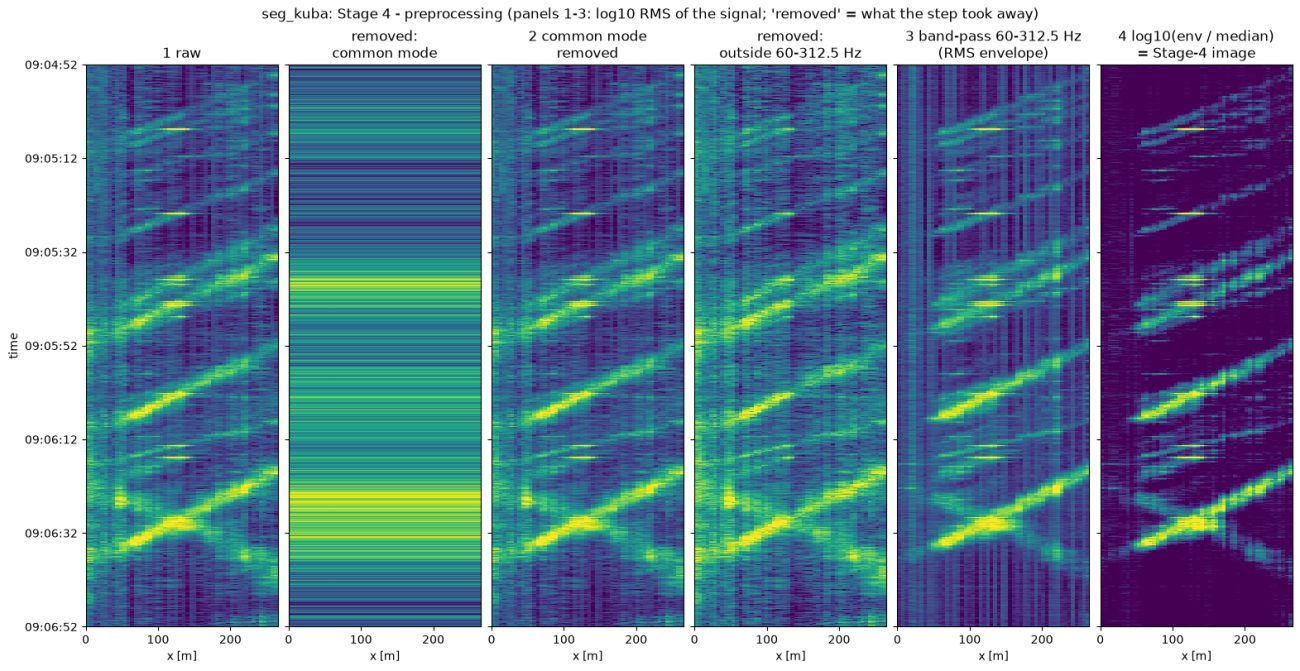 seg_kuba: Stage 4 - preprocessing (panels 1-3: log10 RMS of the signal; 'removed' = what the step took away)
1 raw
removed:
common mode
2 common mode
removed
removed:
outside 60-312.5 Hz
3 band-pass 60-312.5 Hz
(RMS envelope)
4 log10(env / median)
= Stage-4 image
time
09:04:52
09:05:12
09:05:32
09:05:52
09:06:12
09:06:32
09:06:52
0 100 200
0 100 200
0 100 200
0 100 200
0 100 200
0 100 200
x [m]
x [m]
x [m]
x [m]
x [m]
x [m]